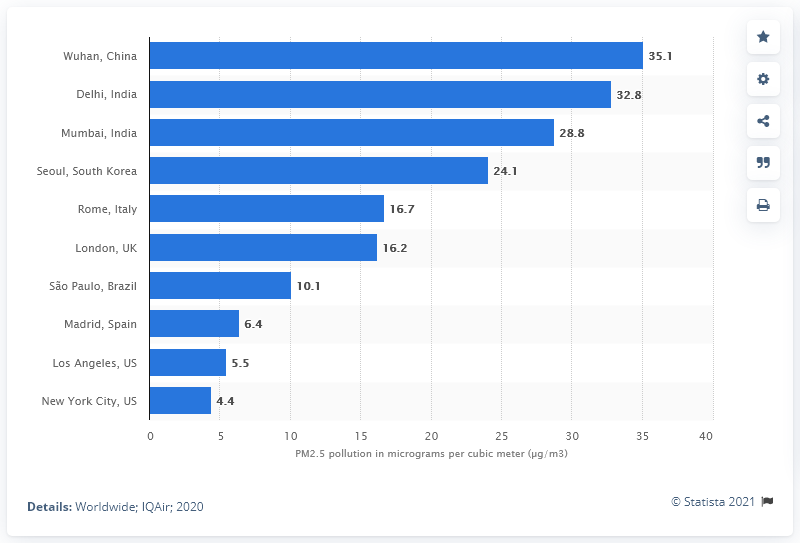 Wuhan, China 35.1
Delhi, India 32.8
Mumbai, India 28.8
Seoul, South Korea 24.1
Rome, Italy 16.7
London, UK 16.2
São Paulo, Brazil 10.1
Madrid, Spain 6.4
Los Angeles, US 5.5
New York City, US 4.4
0 5 10 15 20 25 30 35 40
PM2.5 pollution in micrograms per cubic meter (µg/m3)
© Statista 2021
Details: Worldwide; IQAir; 2020